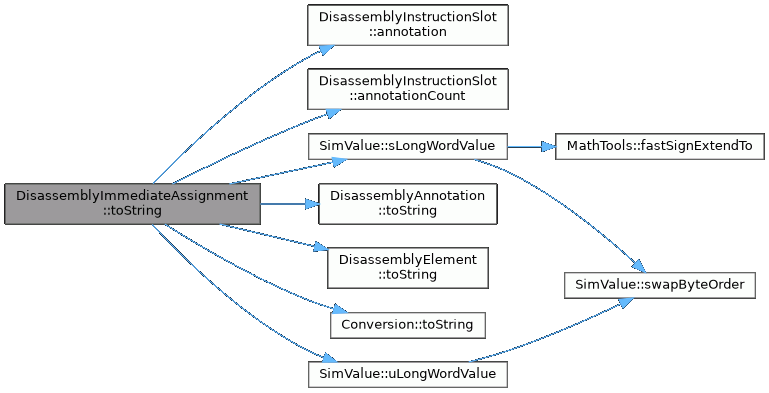 DisassemblyInstructionSlot
::annotation
DisassemblyInstructionSlot
::annotationCount
SimValue::sLongWordValue
MathTools::fastSignExtendTo
DisassemblyImmediateAssignment
::toString
DisassemblyAnnotation
::toString
DisassemblyElement
::toString
SimValue::swapByteOrder
Conversion::toString
SimValue::uLongWordValue